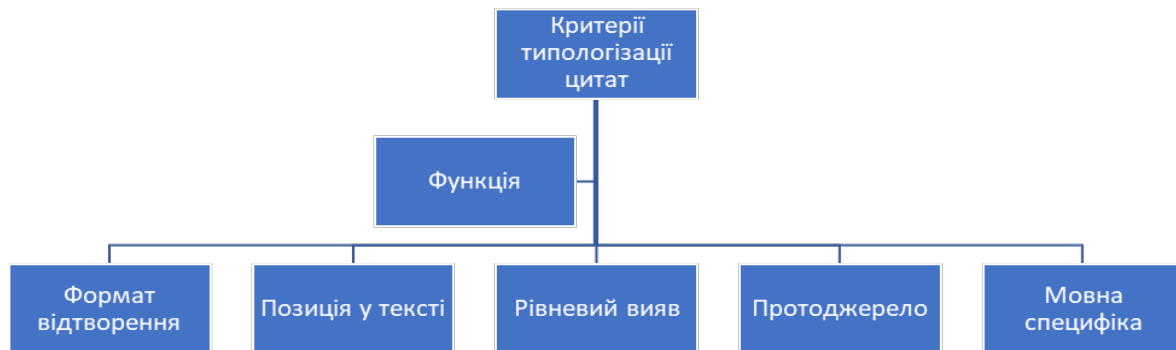 Критерії
типологізації
цитат
Функція
Формат
відтворення
Позиція у тексті
Рівневий вияв
Протоджерело
Мовна
специфіка